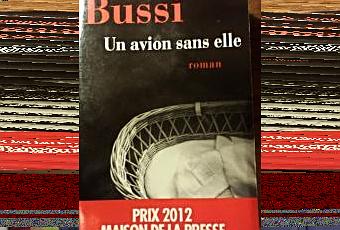 Bussi
Un avion sans elle
roman
PRIX 2012
MAISON DE LA PRESSE